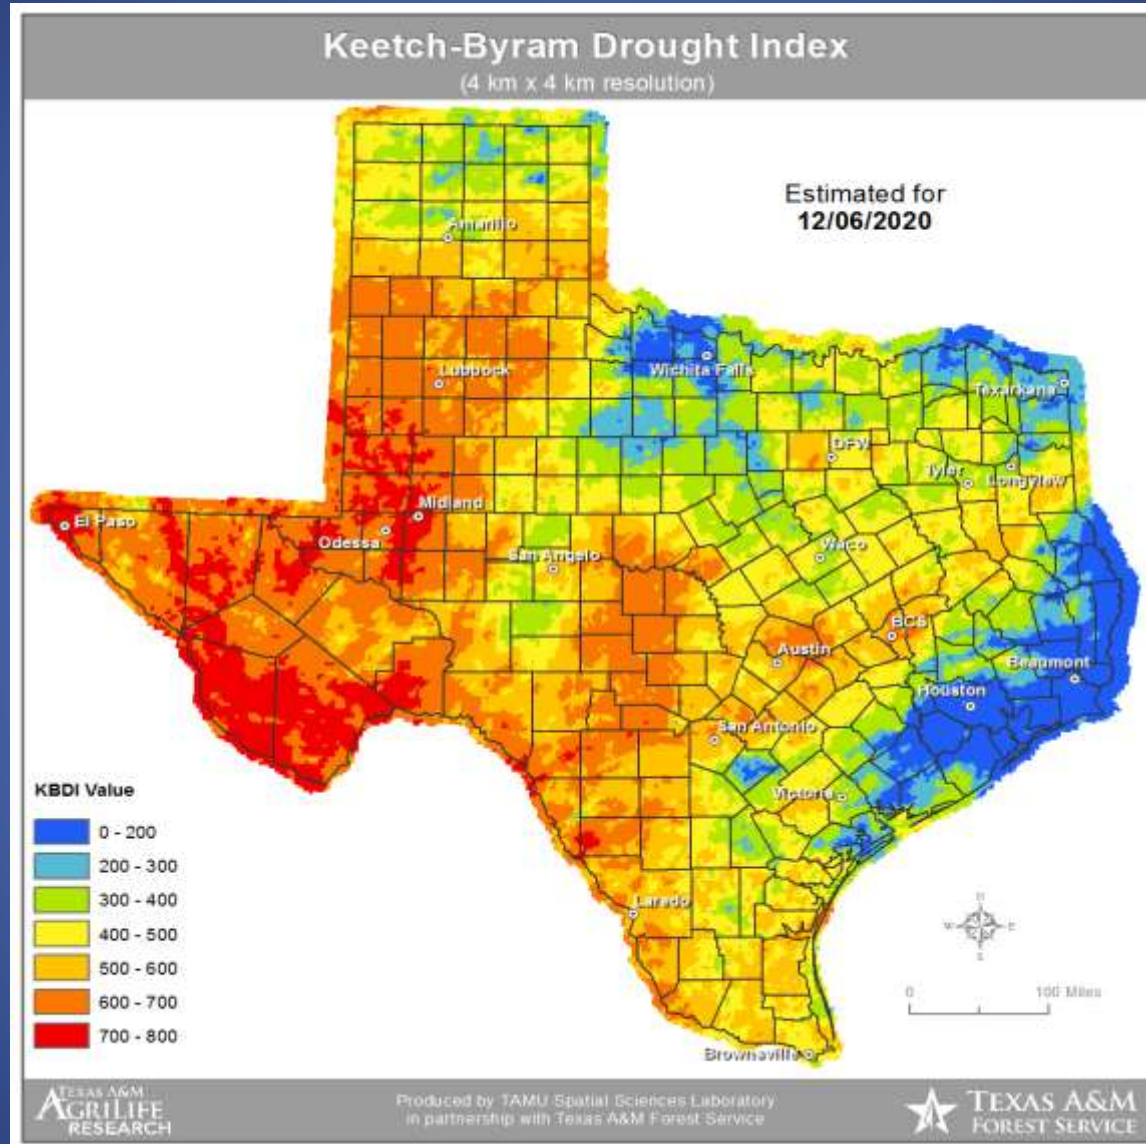 Keetch-Byram Drought Index
(4 km x 4 km resolution)
Estimated for
12/06/2020
Amarillo
Lubbock
Wichita Falls
Texarkana
DFW
Tyler
Longview
Midland
El Paso
Odessa
San Angelo
Waco
BCS
Austin
Beaumont
Houston
San Antonio
Victoria
Laredo
Brownsville
KBDI Value
0 - 200
200 - 300
300 - 400
400 - 500
500 - 600
600 - 700
700 - 800
N
W E
S
0 100 Miles
TEXAS A&M
AGRILIFE
RESEARCH
Produced by TAMU Spatial Sciences Laboratory
in partnership with Texas A&M Forest Service
TEXAS A&M
FOREST SERVICE